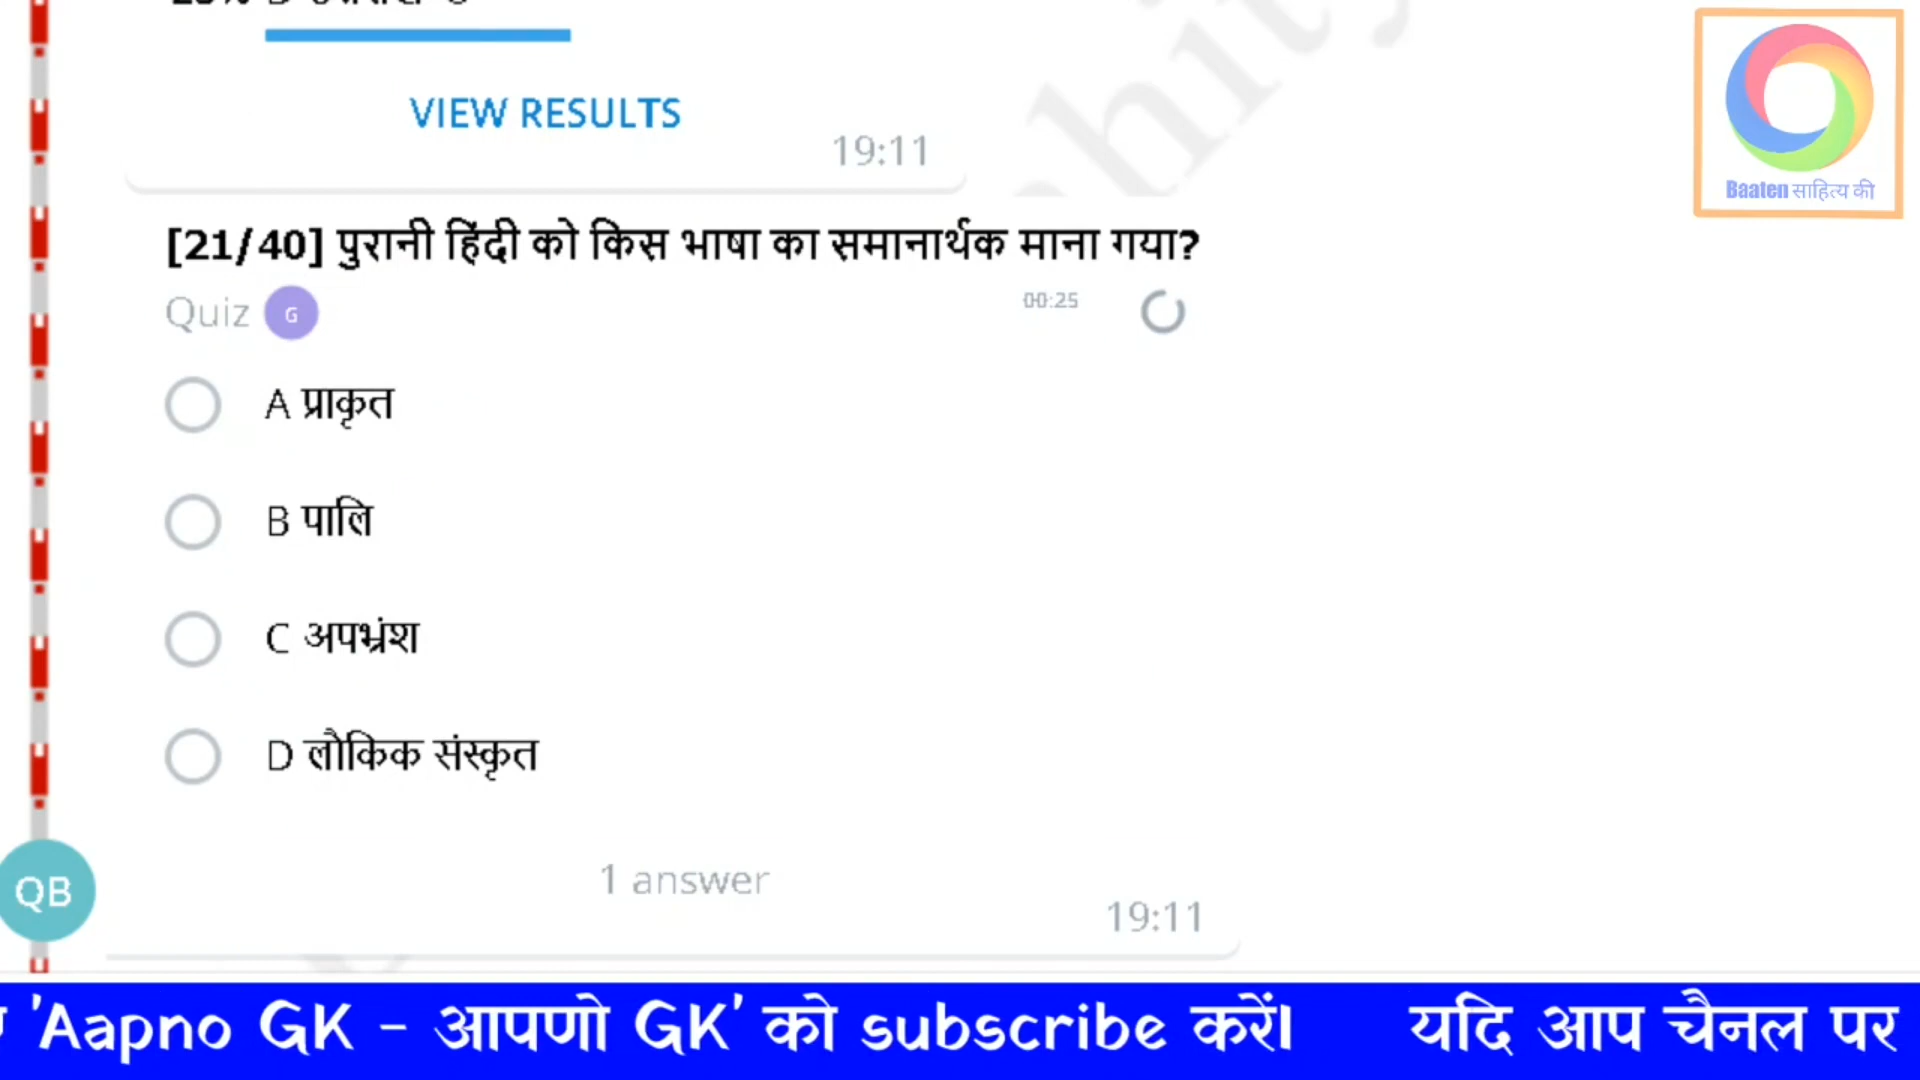 VIEW RESULTS
19:11
Baaten साहित्य की
[21/40] पुरानी हिंदी को किस भाषा का समानार्थक माना गया?
Quiz G
00:25
A प्राकृत
B पालि
C अपभ्रंश
D लौकिक संस्कृत
1 answer
19:11
QB
'Aapno GK - आपणो GK' को subscribe करें। यदि आप चैनल पर